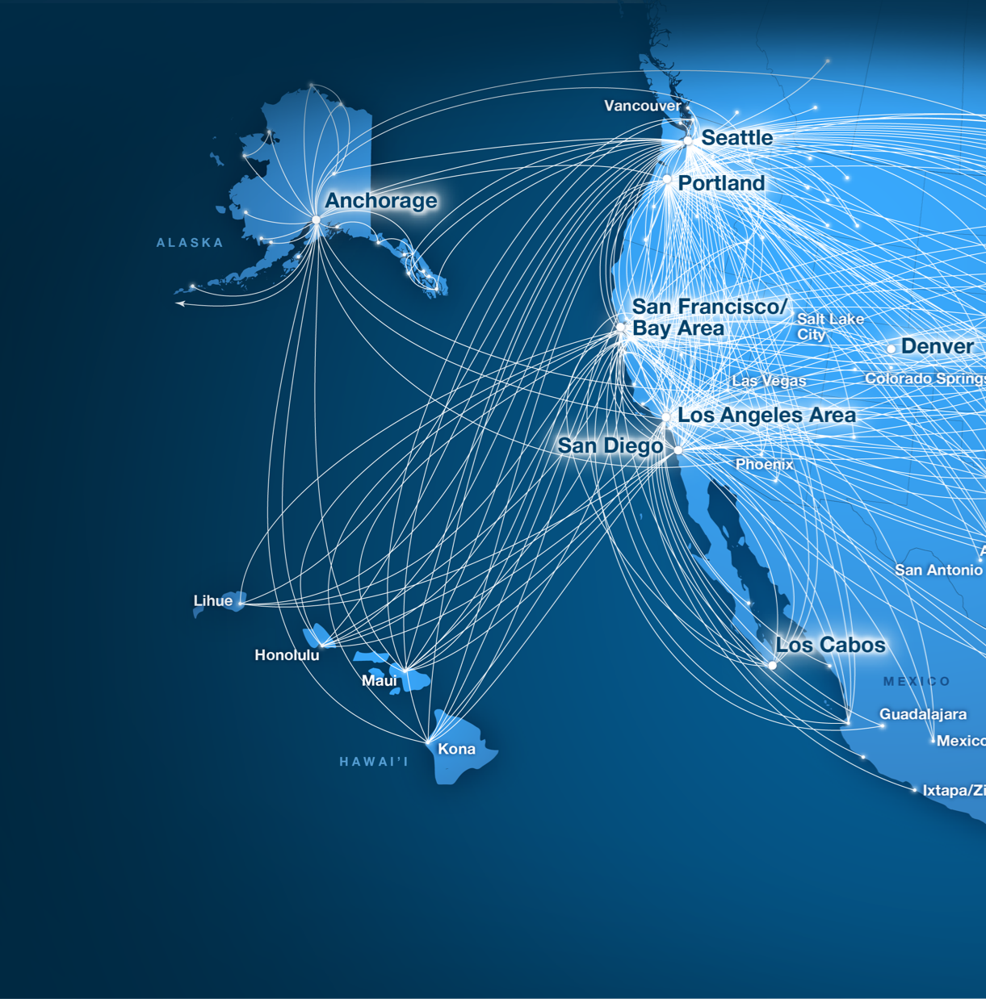 Vancouver
Seattle
Portland
Anchorage
ALASKA
San Francisco/
Bay Area
Salt Lake
City
Denver
Colorado Springs
Las Vegas
Los Angeles Area
San Diego
Phoenix
San Antonio
Lihue
Honolulu
Maui
Los Cabos
MEXICO
Guadalajara
Mexico
Kona
HAWAI’I
Ixtapa/Zi